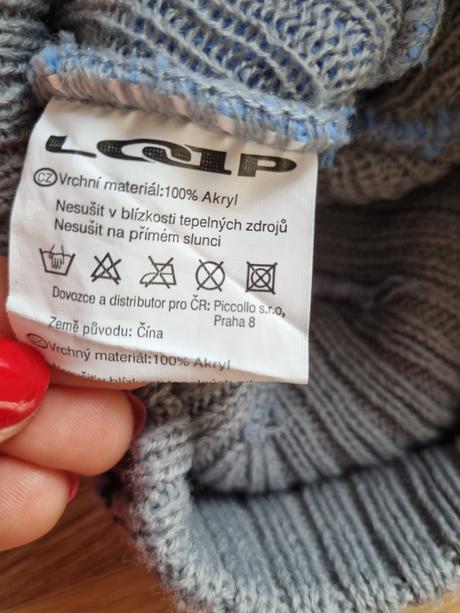 LOAP
CZ Vrchní materiál:100% Akryl
Nesušit v blízkosti tepelných zdrojů
Nesušit na přímém slunci
Dovozce a distributor pro ČR: Piccollo s.r.o,
Praha 8
Země původu: Čína
Vrchný materiál:100% Akryl